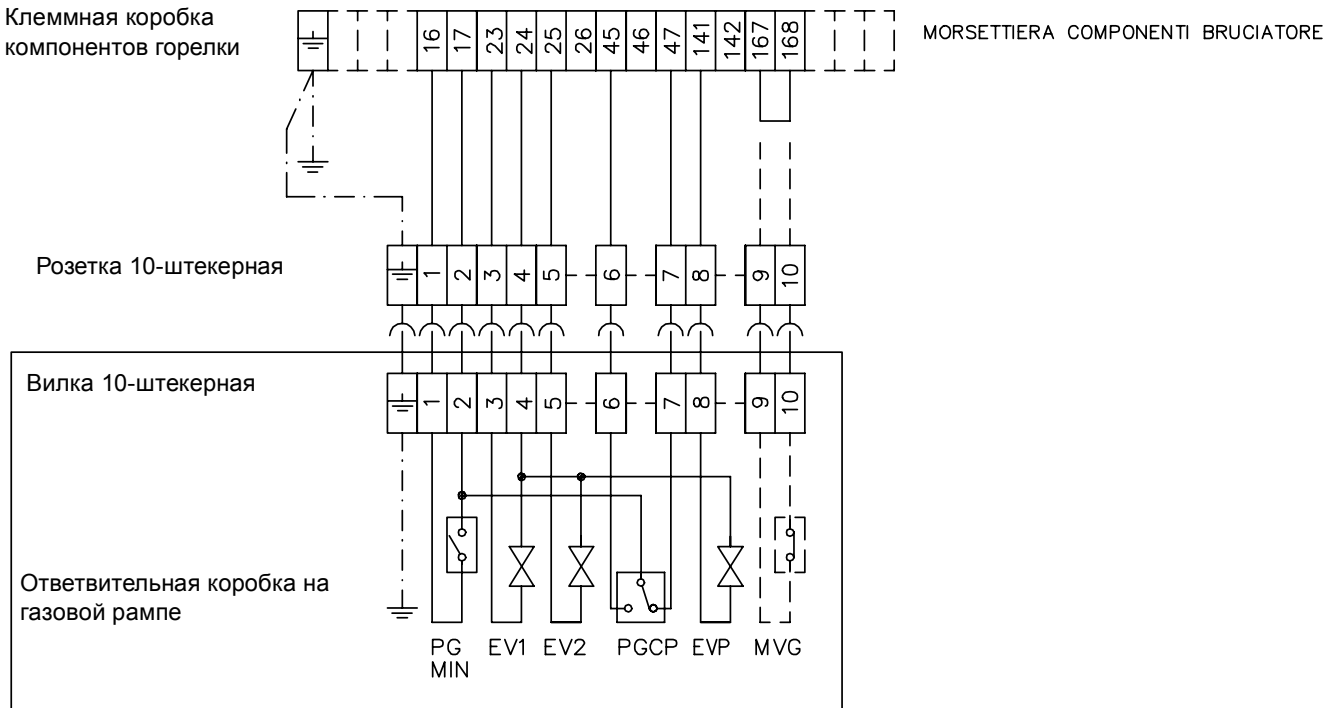 Клеммная коробка
компонентов горелки
16 17 23 24 25 26 45 46 47 141 142 167 168
MORSETTIERA COMPONENTI BRUCIATORE
Розетка 10-штекерная
1 2 3 4 5 6 7 8 9 10
Вилка 10-штекерная
1 2 3 4 5 6 7 8 9 10
Ответвительная коробка на
газовой рампе
PG MIN EV1 EV2 PGCP EVP MVG